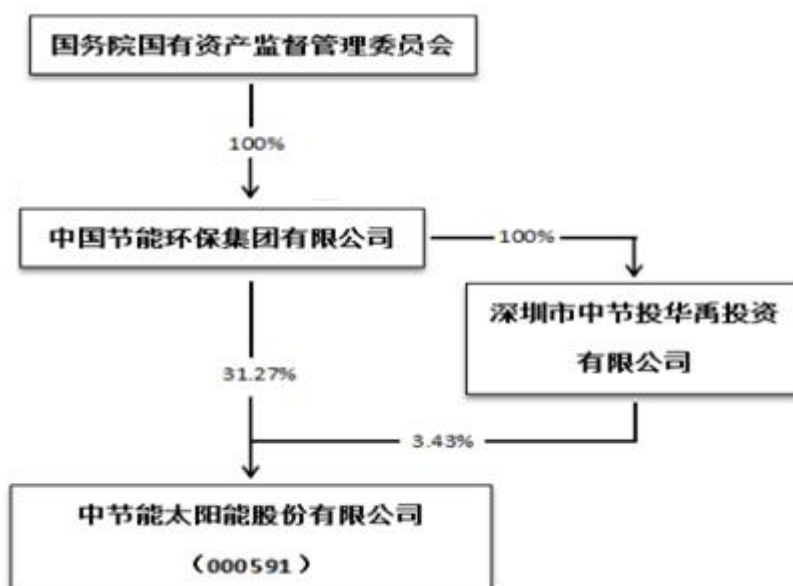 国务院国有资产监督管理委员会
100%
中国节能环保集团有限公司
100%
深圳市中节投华禹投资
有限公司
31.27%
3.43%
中节能太阳能股份有限公司
（000591）